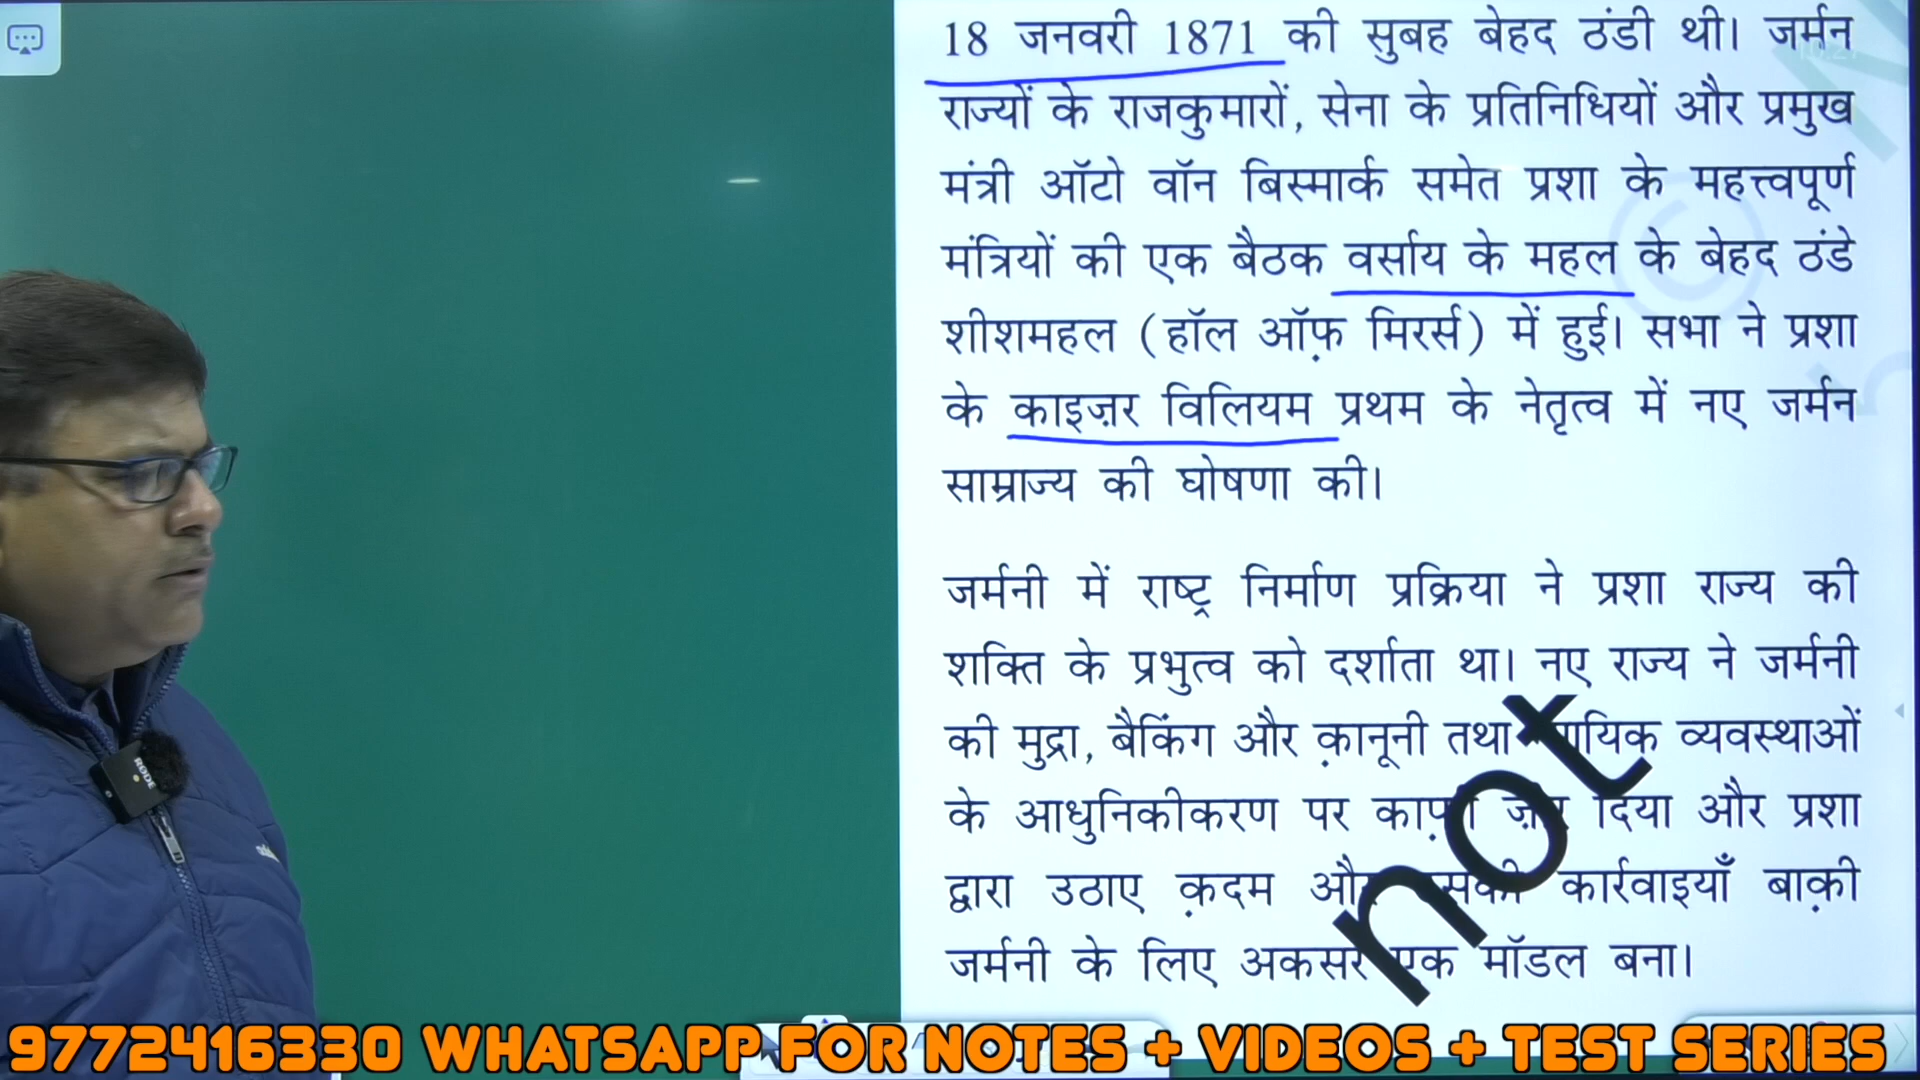 18 जनवरी 1871 की सुबह बेहद ठंडी थी। जर्मन
राज्यों के राजकुमारों, सेना के प्रतिनिधियों और प्रमुख
मंत्री ऑटो वॉन बिस्मार्क समेत प्रशा के महत्त्वपूर्ण
मंत्रियों की एक बैठक वर्साय के महल के बेहद ठंडे
शीशमहल (हॉल ऑफ़ मिरर्स) में हुई। सभा ने प्रशा
के काइज़र विलियम प्रथम के नेतृत्व में नए जर्मन
साम्राज्य की घोषणा की।
जर्मनी में राष्ट्र निर्माण प्रक्रिया ने प्रशा राज्य की
शक्ति के प्रभुत्व को दर्शाता था। नए राज्य ने जर्मनी
की मुद्रा, बैकिंग और क़ानूनी तथा व्यवस्थाओं
के आधुनिकीकरण पर दिया और प्रशा
द्वारा उठाए क़दम कार्रवाइयाँ बाक़ी
जर्मनी के लिए अकसर एक मॉडल बना।
not
RODE
9772416330 WHATSAPP FOR NOTES + VIDEOS + TEST SERIES